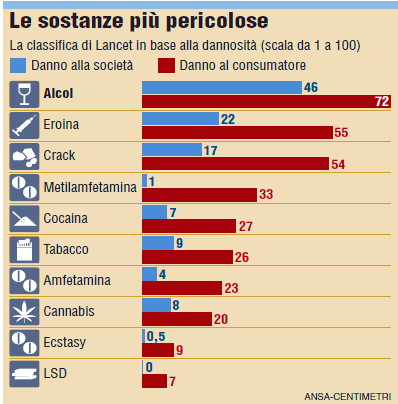 Le sostanze più pericolose
La classifica di Lancet in base alla dannosità (scala da 1 a 100)
Danno alla società Danno al consumatore
Alcol 46
72
Eroina 22
55
Crack 17
54
Metilamfetamina 1
33
Cocaina 7
27
Tabacco 9
26
Amfetamina 4
23
Cannabis 8
20
Ecstasy 0,5
9
LSD 0
7
ANSA-CENTIMETRI